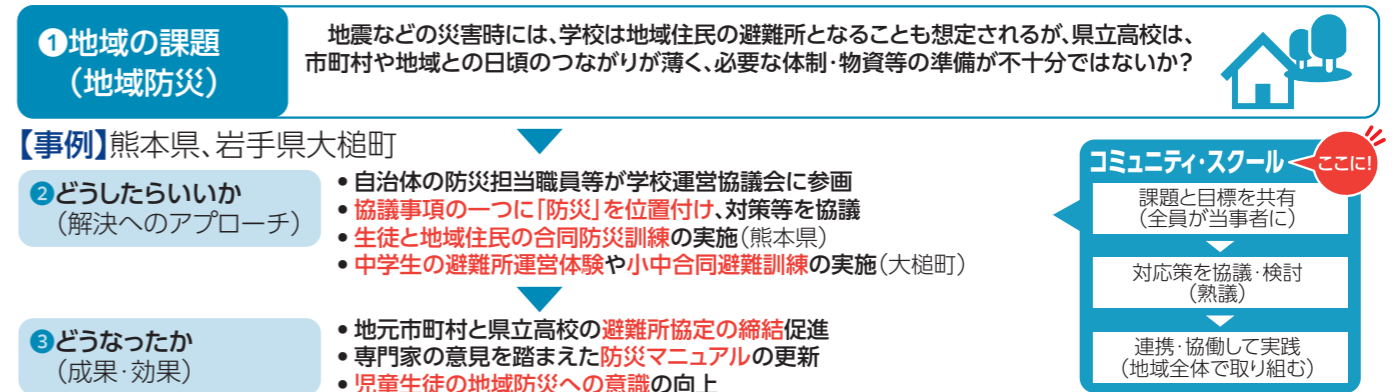 ❶地域の課題
(地域防災)
地震などの災害時には、学校は地域住民の避難所となることも想定されるが、県立高校は、
市町村や地域との日頃のつながりが薄く、必要な体制・物資等の準備が不十分ではないか?
【事例】熊本県、岩手県大槌町
❷どうしたらいいか
(解決へのアプローチ)
• 自治体の防災担当職員等が学校運営協議会に参画
• 協議事項の一つに「防災」を位置付け、対策等を協議
• 生徒と地域住民の合同防災訓練の実施(熊本県)
• 中学生の避難所運営体験や小中合同避難訓練の実施(大槌町)
❸どうなったか
(成果・効果)
• 地元市町村と県立高校の避難所協定の締結促進
• 専門家の意見を踏まえた防災マニュアルの更新
• 児童生徒の地域防災への意識の向上
コミュニティ・スクール
ここに!
課題と目標を共有
(全員が当事者に)
対応策を協議・検討
(熟議)
連携・協働して実践
(地域全体で取り組む)